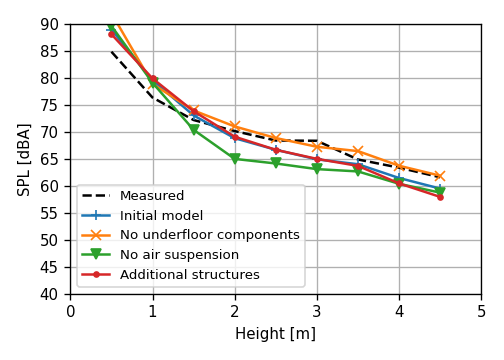 90
85
80
75
70
65
60
55
50
45
40
SPL [dBA]
Measured
Initial model
No underfloor components
No air suspension
Additional structures
0 1 2 3 4 5
Height [m]